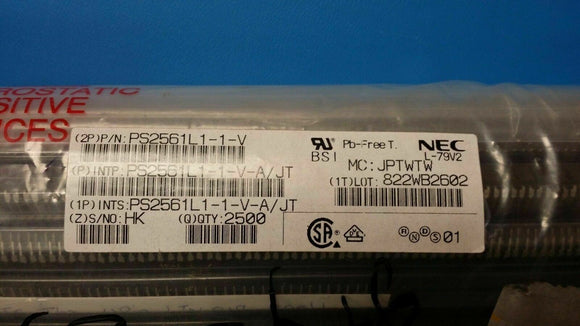 ROSTATIC
SITIVE
ICES
(2P)P/N: PS2561L1-1-V
(P)INTP: PS2561L1-1-V-A/JT
(1P)INTS: PS2561L1-1-V-A/JT
(Z)S/NO: HK (Q)QTY: 2500
BSI Pb-Free T. NEC
L-79V2
MC: JPTWTW
(1T)LOT: 822WB2602
SA
R N D S 01